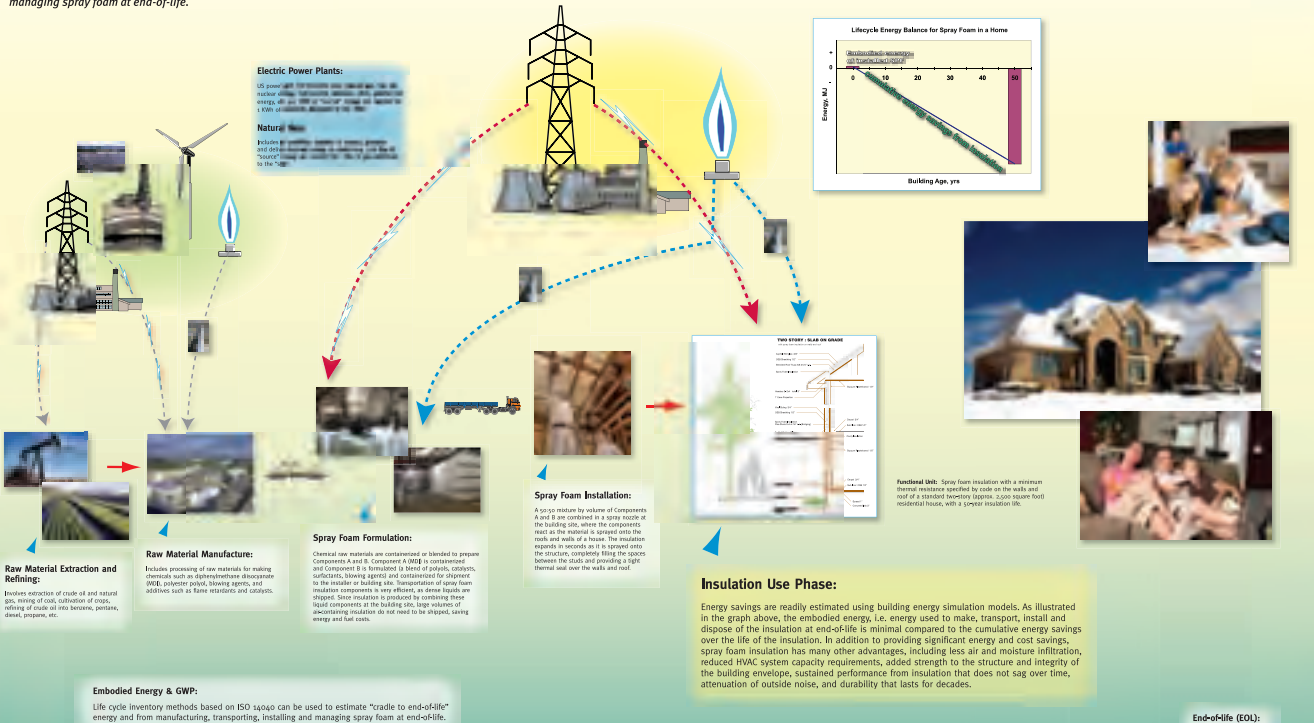 managing spray foam at end-of-life.
Lifecycle Energy Balance for Spray Foam in a Home
Energy, MJ
+
0
-
0 10 20 30 40 50
Cumulative energy savings from insulation
Building Age, yrs
Electric Power Plants:
US power
nuclear
energy,
1 KWh of
Natural
Includes
and
"source"
to the
TWO STORY : SLAB ON GRADE
Functional Unit: Spray foam insulation with a minimum
thermal resistance specified by code on the walls and
roof of a standard two-story (approx. 2,500 square foot)
residential house, with a 50-year insulation life.
Raw Material Extraction and
Refining:
Involves extraction of crude oil and natural
gas, mining of coal, cultivation of crops,
refining of crude oil into benzene, pentane,
diesel, propane, etc.
Raw Material Manufacture:
Includes processing of raw materials for making
chemicals such as diphenylmethane diisocyanate
(MDI), polyester polyol, blowing agents, and
additives such as flame retardants and catalysts.
Spray Foam Formulation:
Chemical raw materials are containerized or blended to prepare
Components A and B. Component A (MDI) is containerized
and Component B is formulated (a blend of polyols, catalysts,
surfactants, blowing agents) and containerized for shipment
to the installer or building site. Transportation of spray foam
insulation components is very efficient, as dense liquids are
shipped. Since insulation is produced by combining these
liquid components at the building site, large volumes of
air-containing insulation do not need to be shipped, saving
energy and fuel costs.
Spray Foam Installation:
A 50:50 mixture by volume of Components
A and B are combined in a spray nozzle at
the building site, where the components
react as the material is sprayed onto the
roofs and walls of a house. The insulation
expands in seconds as it is sprayed onto
the structure, completely filling the spaces
between the studs and providing a tight
thermal seal over the walls and roof.
Insulation Use Phase:
Energy savings are readily estimated using building energy simulation models. As illustrated
in the graph above, the embodied energy, i.e. energy used to make, transport, install and
dispose of the insulation at end-of-life is minimal compared to the cumulative energy savings
over the life of the insulation. In addition to providing significant energy and cost savings,
spray foam insulation has many other advantages, including less air and moisture infiltration,
reduced HVAC system capacity requirements, added strength to the structure and integrity of
the building envelope, sustained performance from insulation that does not sag over time,
attenuation of outside noise, and durability that lasts for decades.
Embodied Energy & GWP:
Life cycle inventory methods based on ISO 14040 can be used to estimate "cradle to end-of-life"
energy and from manufacturing, transporting, installing and managing spray foam at end-of-life.
End-of-life (EOL):